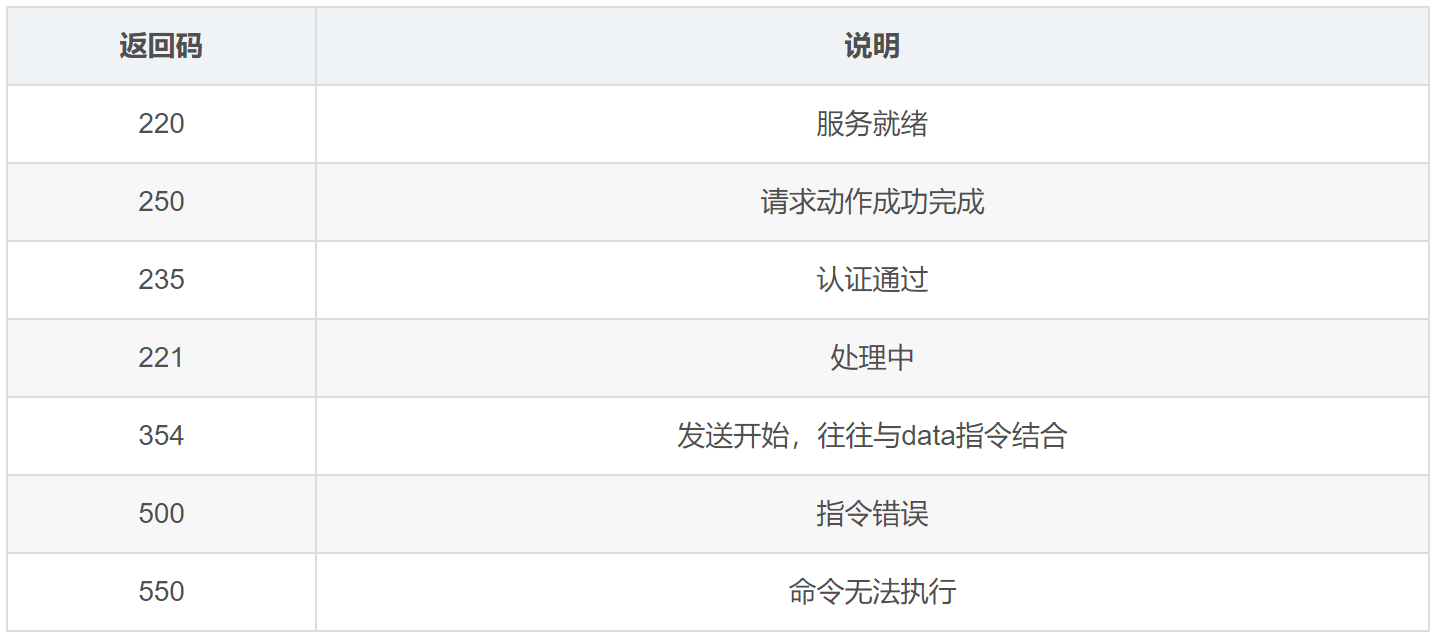 返回码 说明
220 服务就绪
250 请求动作成功完成
235 认证通过
221 处理中
354 发送开始，往往与data指令结合
500 指令错误
550 命令无法执行